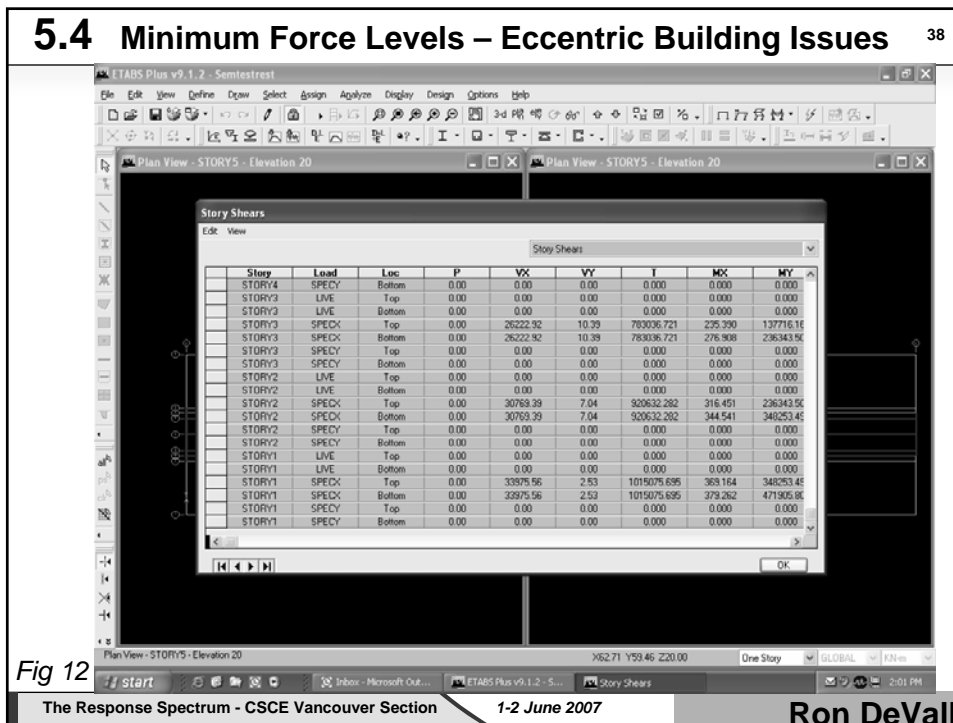 5.4 Minimum Force Levels – Eccentric Building Issues 38
ETABS Plus v9.1.2 - Semtestrest
File Edit View Define Draw Select Assign Analyze Display Design Options Help
Plan View - STORY5 - Elevation 20
Plan View - STORY5 - Elevation 20
Story Shears
Edit View
Story Shears
Story Load Loc P VX VY T MX MY
STORY4 SPECY Bottom 0.00 0.00 0.00 0.000 0.000 0.000
STORY3 LIVE Top 0.00 0.00 0.00 0.000 0.000 0.000
STORY3 LIVE Bottom 0.00 0.00 0.00 0.000 0.000 0.000
STORY3 SPECX Top 0.00 26222.92 10.39 783036.721 235.390 137716.16
STORY3 SPECX Bottom 0.00 26222.92 10.39 783036.721 276.908 236343.50
STORY3 SPECY Top 0.00 0.00 0.00 0.000 0.000 0.000
STORY3 SPECY Bottom 0.00 0.00 0.00 0.000 0.000 0.000
STORY2 LIVE Top 0.00 0.00 0.00 0.000 0.000 0.000
STORY2 LIVE Bottom 0.00 0.00 0.00 0.000 0.000 0.000
STORY2 SPECX Top 0.00 30769.39 7.04 920632.282 316.451 236343.50
STORY2 SPECX Bottom 0.00 30769.39 7.04 920632.282 344.541 348253.45
STORY2 SPECY Top 0.00 0.00 0.00 0.000 0.000 0.000
STORY2 SPECY Bottom 0.00 0.00 0.00 0.000 0.000 0.000
STORY1 LIVE Top 0.00 0.00 0.00 0.000 0.000 0.000
STORY1 LIVE Bottom 0.00 0.00 0.00 0.000 0.000 0.000
STORY1 SPECX Top 0.00 33975.56 2.53 1015075.695 369.164 348253.45
STORY1 SPECX Bottom 0.00 33975.56 2.53 1015075.695 379.262 471905.80
STORY1 SPECY Top 0.00 0.00 0.00 0.000 0.000 0.000
STORY1 SPECY Bottom 0.00 0.00 0.00 0.000 0.000 0.000
OK
Plan View - STORY5 - Elevation 20 X62.71 Y59.46 Z20.00 One Story GLOBAL KN-m
Fig 12
start Inbox - Microsoft Out... ETABS Plus v9.1.2 - S... Story Shears 2:01 PM
The Response Spectrum - CSCE Vancouver Section 1-2 June 2007 Ron DeVall